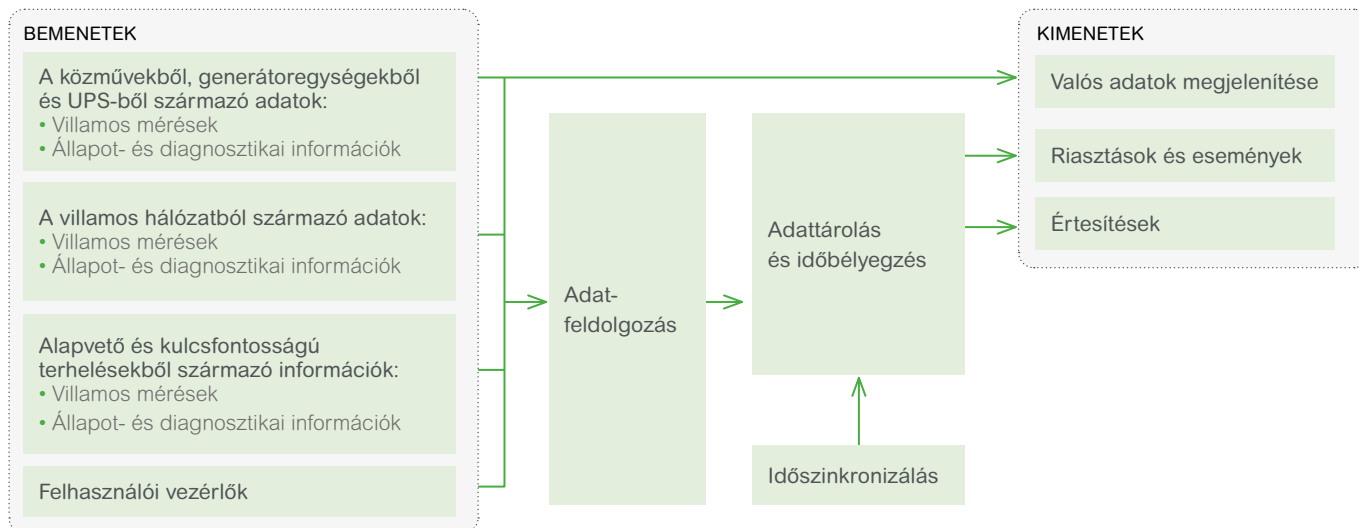 BEMENETEK
A közművekből, generátoregységekből
és UPS-ből származó adatok:
• Villamos mérések
• Állapot- és diagnosztikai információk
A villamos hálózatból származó adatok:
• Villamos mérések
• Állapot- és diagnosztikai információk
Alapvető és kulcsfontosságú
terhelésekből származó információk:
• Villamos mérések
• Állapot- és diagnosztikai információk
Felhasználói vezérlők
Adat-
feldolgozás
Adattárolás
és időbélyegzés
Időszinkronizálás
KIMENETEK
Valós adatok megjelenítése
Riasztások és események
Értesítések